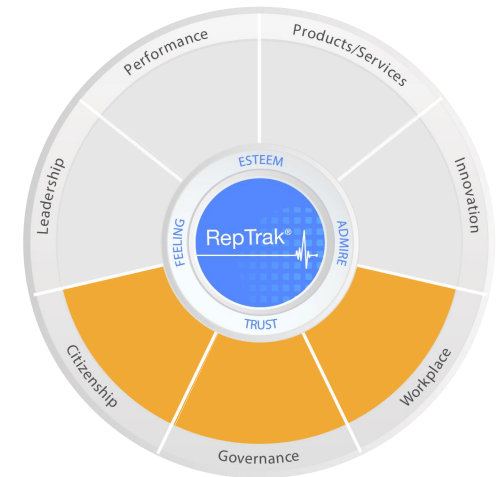 Performance
Products/Services
Leadership
Innovation
ESTEEM
FEELING
RepTrak®
ADMIRE
TRUST
Citizenship
Workplace
Governance